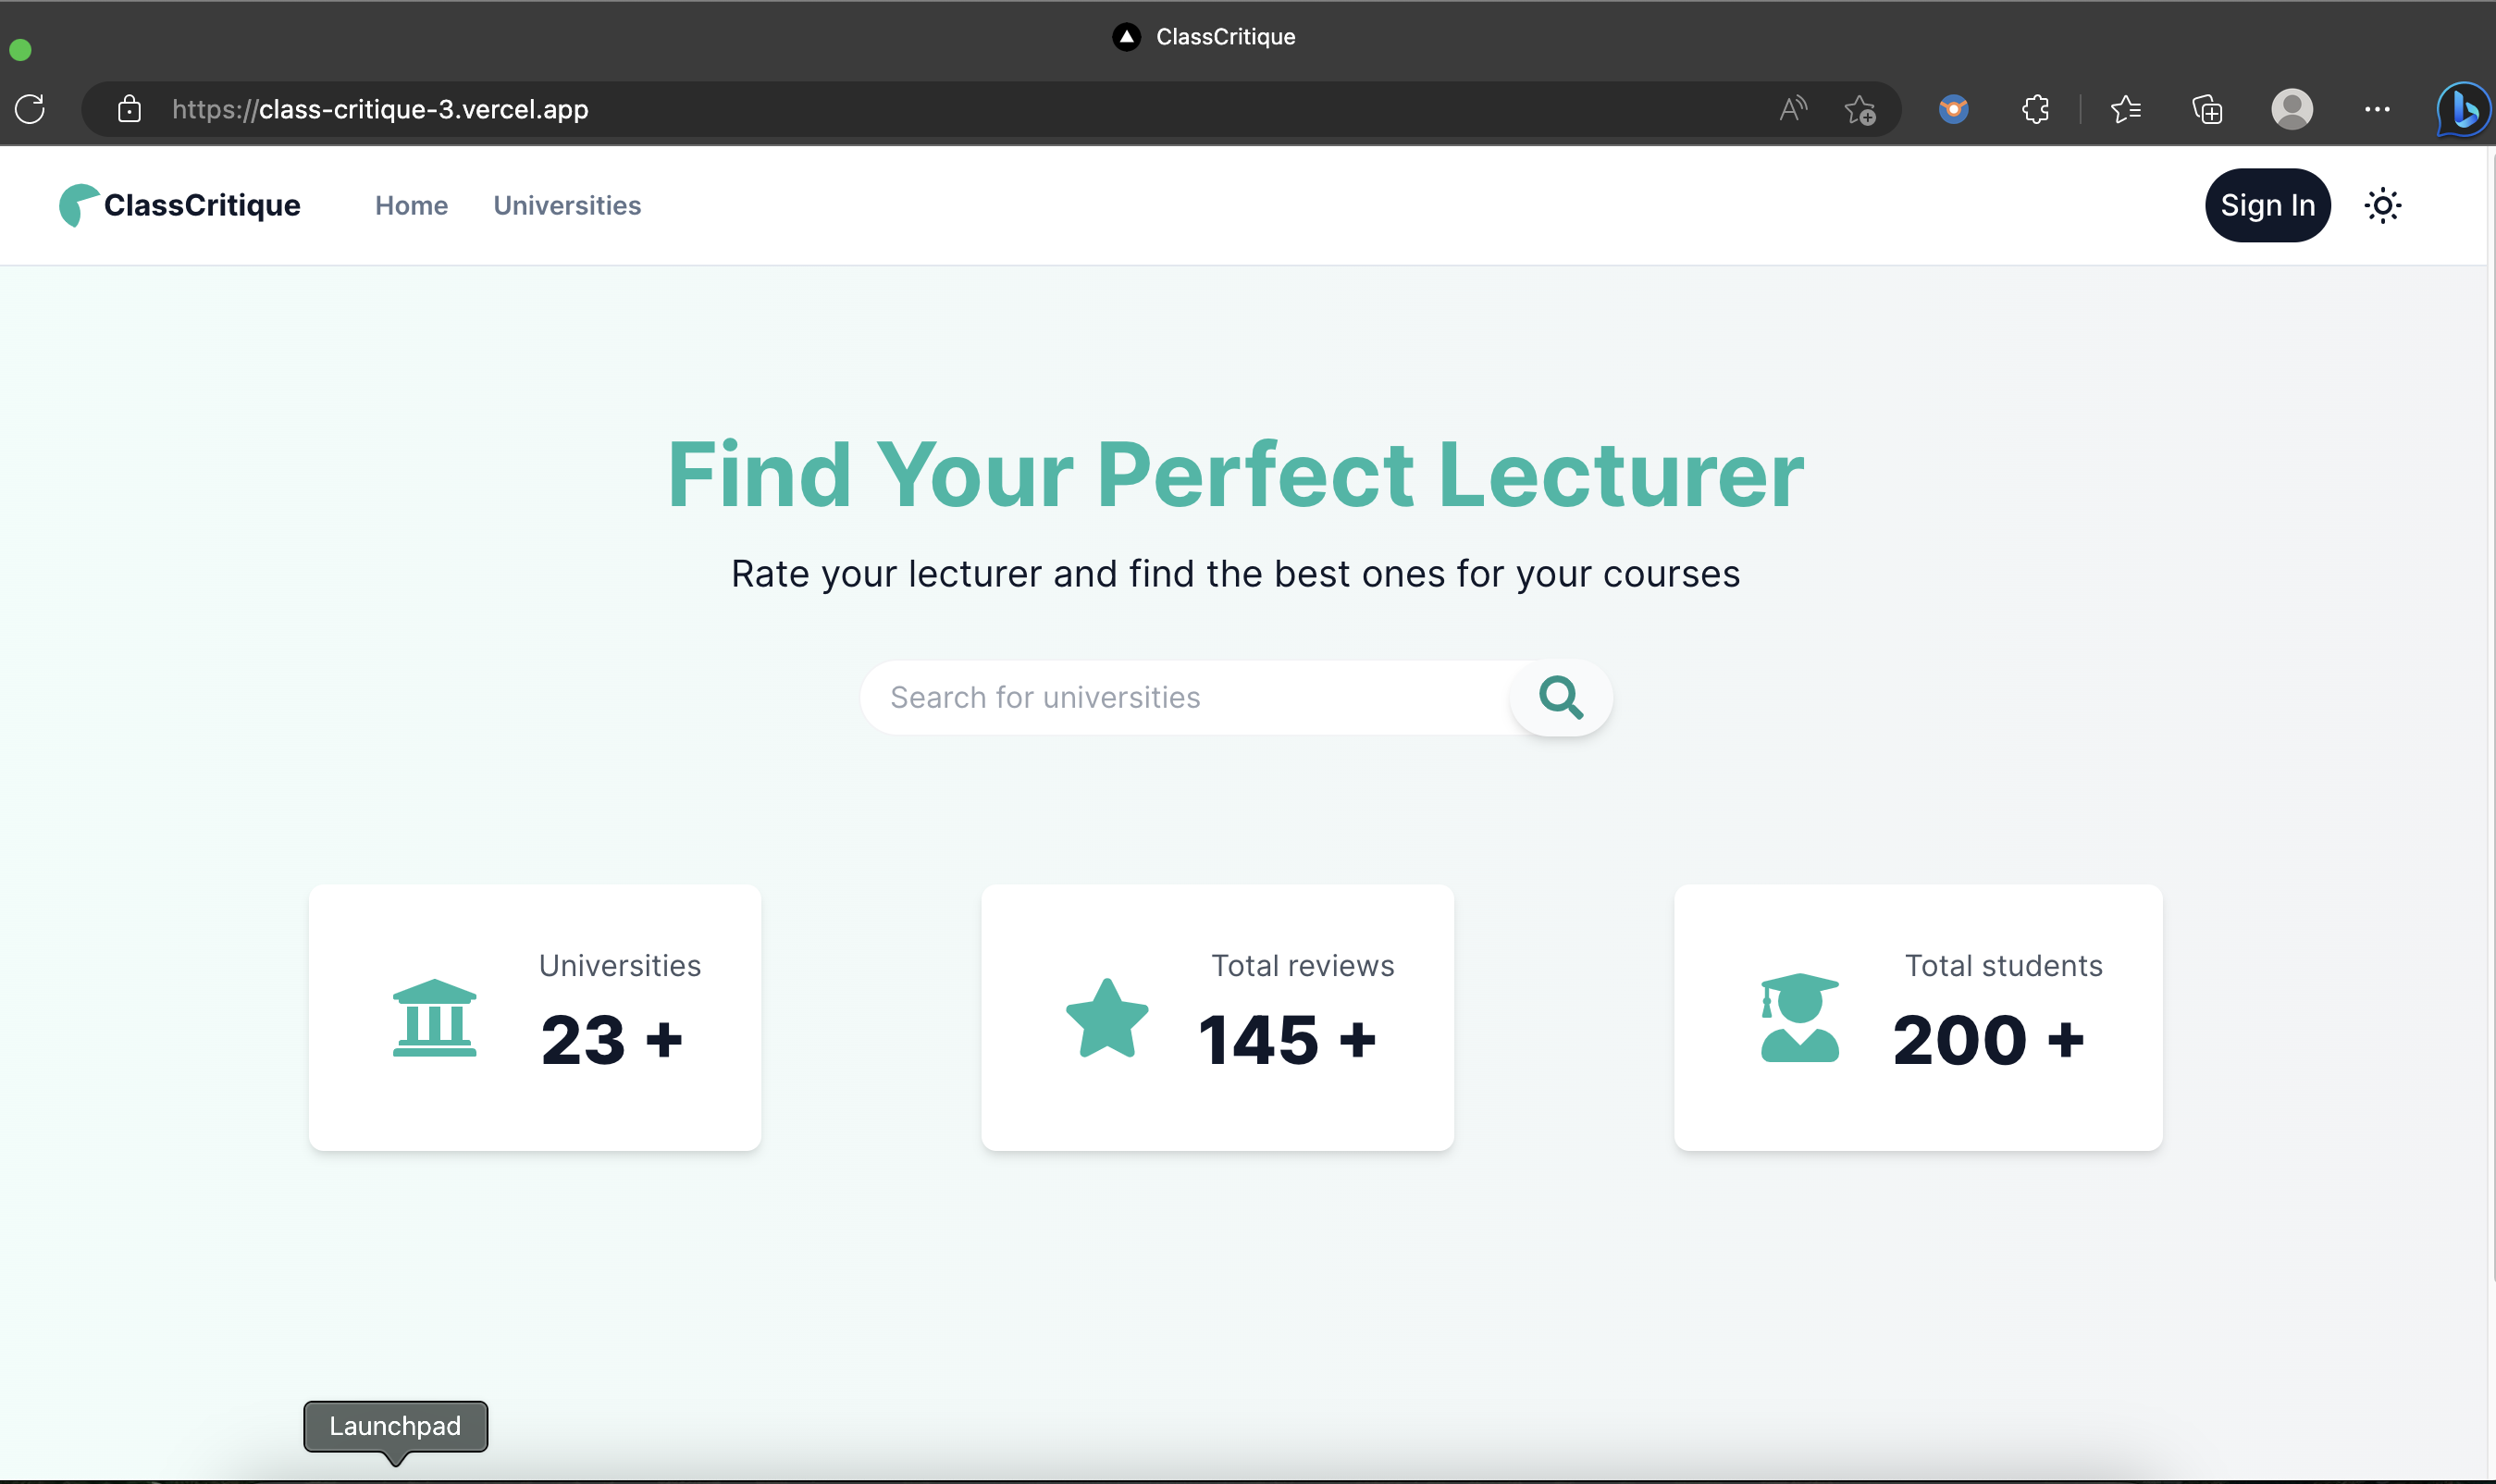 ClassCritique
https://class-critique-3.vercel.app
ClassCritique
Home
Universities
Sign In
Find Your Perfect Lecturer
Rate your lecturer and find the best ones for your courses
Search for universities
Universities
23 +
Total reviews
145 +
Total students
200 +
Launchpad